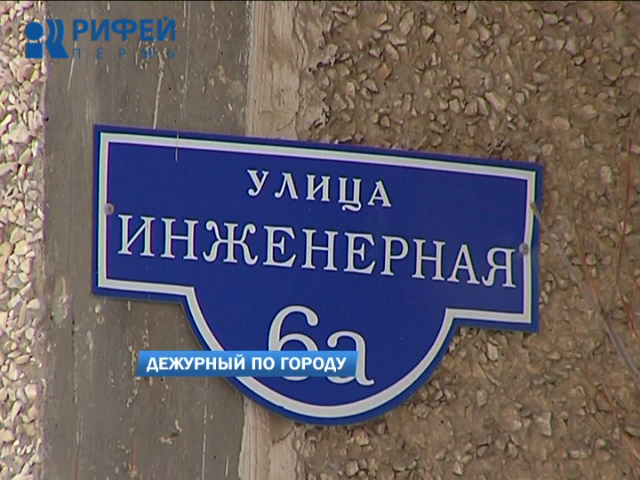 РИФЕЙ
ПЕРМЬ
УЛИЦА
ИНЖЕНЕРНАЯ
6а
ДЕЖУРНЫЙ ПО ГОРОДУ